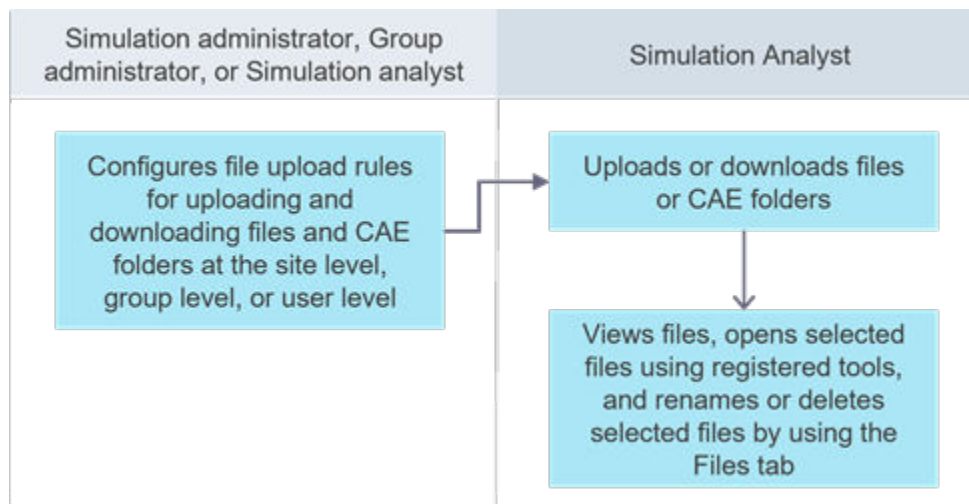 Simulation administrator, Group
administrator, or Simulation analyst
Simulation Analyst
Configures file upload rules
for uploading and
downloading files and CAE
folders at the site level,
group level, or user level
Uploads or downloads files
or CAE folders
Views files, opens selected
files using registered tools,
and renames or deletes
selected files by using the
Files tab